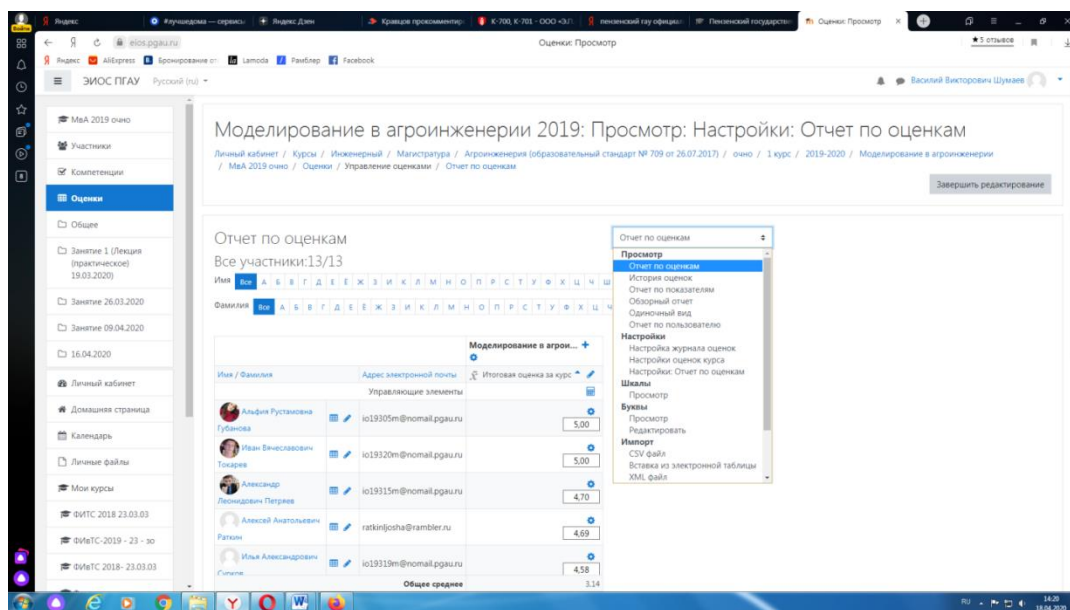 Яндекс
#лучшедома — сервисы
Яндекс Дзен
Кравцов прокомментир
К-700, К-701 - ООО «З.П.
пензенский гау официал
Пензенский государстве
Оценки: Просмотр
Войти
eios.pgau.ru
Оценки: Просмотр
★ 5 отзывов
Яндекс
AliExpress
Бронирование от
Lamoda
Рамблер
Facebook
ЭИОС ПГАУ
Русский (ru)
Василий Викторович Шумаев
МвА 2019 очно
Участники
Компетенции
Оценки
Общее
Занятие 1 (Лекция
(практическое)
19.03.2020)
Занятие 26.03.2020
Занятие 09.04.2020
16.04.2020
Личный кабинет
Домашняя страница
Календарь
Личные файлы
Мои курсы
ФИТС 2018 23.03.03
ФИвТС-2019 - 23 - зо
ФИвТС 2018- 23.03.03
Моделирование в агроинженерии 2019: Просмотр: Настройки: Отчет по оценкам
Личный кабинет / Курсы / Инженерный / Магистратура / Агроинженерия (образовательный стандарт № 709 от 26.07.2017) / очно / 1 курс / 2019-2020 / Моделирование в агроинженерии
/ МвА 2019 очно / Оценки / Управление оценками / Отчет по оценкам
Завершить редактирование
Отчет по оценкам
Все участники:13/13
Имя Все А Б В Г Д Е Ё Ж З И К Л М Н О П Р С Т У Ф Х Ц Ч Ш
Фамилия Все А Б В Г Д Е Ё Ж З И К Л М Н О П Р С Т У Ф Х Ц Ч
Моделирование в агрои...
Имя / Фамилия
Адрес электронной почты
Итоговая оценка за курс
Управляющие элементы
Альфия Рустамовна
Губанова
io19305m@nomail.pgau.ru
5,00
Иван Вячеславович
Токарев
io19320m@nomail.pgau.ru
5,00
Александр
Леонидович Петряев
io19315m@nomail.pgau.ru
4,70
Алексей Анатольевич
Раткин
ratkinljosha@rambler.ru
4,69
Илья Александрович
io19319m@nomail.pgau.ru
4,58
Общее среднее
3,14
Отчет по оценкам
Просмотр
Отчет по оценкам
История оценок
Отчет по показателям
Обзорный отчет
Одиночный вид
Отчет по пользователю
Настройки
Настройка журнала оценок
Настройки оценок курса
Настройки: Отчет по оценкам
Шкалы
Просмотр
Буквы
Просмотр
Редактировать
Импорт
CSV файл
Вставка из электронной таблицы
XML файл
RU
14:20
18.04.2020